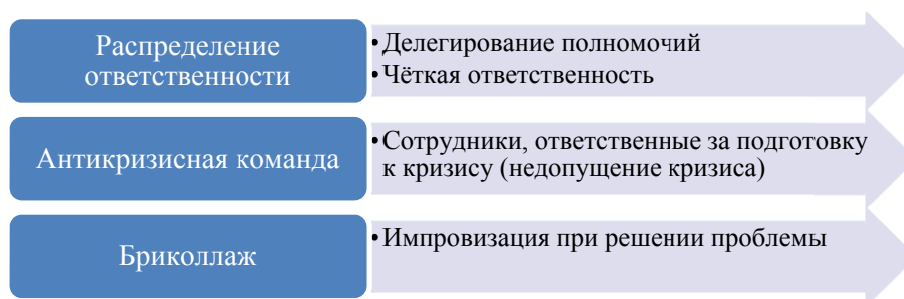 Распределение
ответственности
• Делегирование полномочий
• Чёткая ответственность
Антикризисная команда
• Сотрудники, ответственные за подготовку
к кризису (недопущение кризиса)
Бриколлаж
• Импровизация при решении проблемы